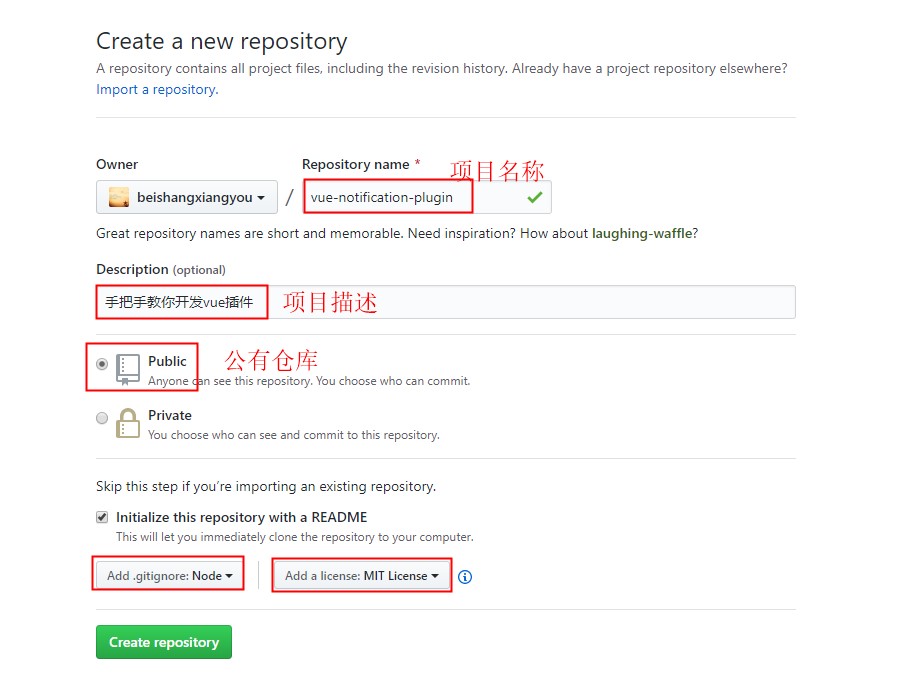 Create a new repository
A repository contains all project files, including the revision history. Already have a project repository elsewhere?
Import a repository.
Owner
Repository name *
项目名称
beishangxiangyou
/
vue-notification-plugin
Great repository names are short and memorable. Need inspiration? How about laughing-waffle?
Description (optional)
手把手教你开发vue插件
项目描述
Public
公有仓库
Anyone can see this repository. You choose who can commit.
Private
You choose who can see and commit to this repository.
Skip this step if you’re importing an existing repository.
Initialize this repository with a README
This will let you immediately clone the repository to your computer.
Add .gitignore: Node
Add a license: MIT License
Create repository